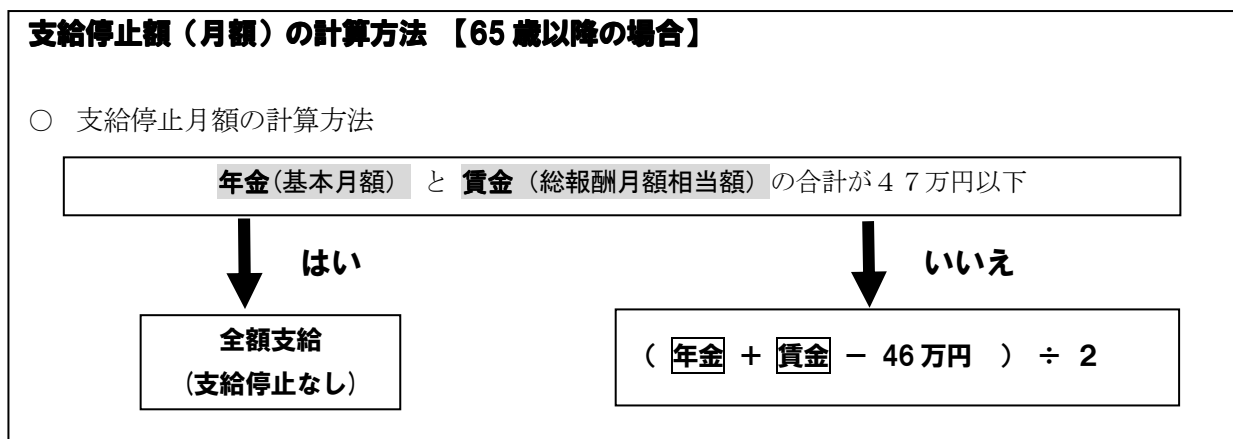 支給停止額（月額）の計算方法 【65 歳以降の場合】
○ 支給停止月額の計算方法
年金(基本月額） と 賃金（総報酬月額相当額）の合計が４７万円以下
はい
いいえ
全額支給
(支給停止なし)
（ 年金 ＋ 賃金 － 46 万円 ） ÷ 2